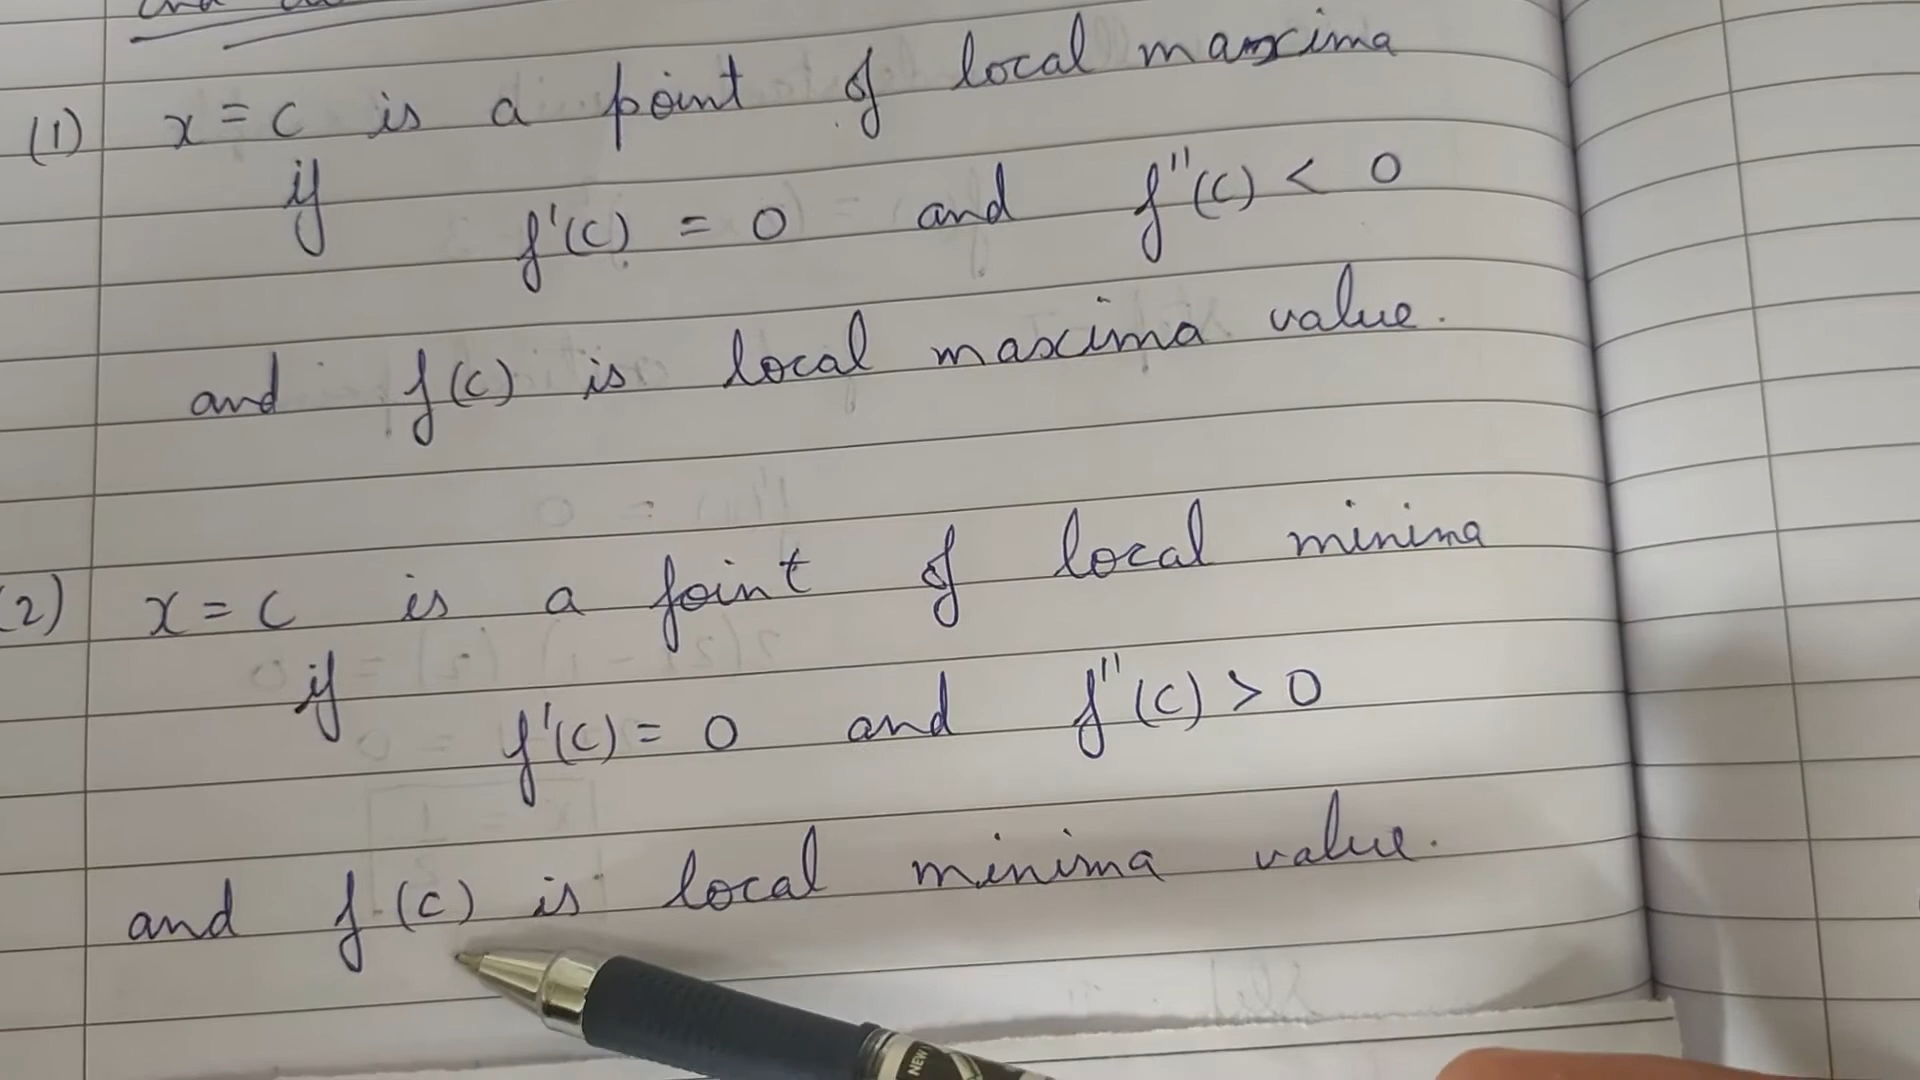 (1) x = c is a point of local maxima
if
f'(c) = 0 and f''(c) < 0
and f(c) is local maxima value.
(2) x = c is a point of local minima
if
f'(c) = 0 and f''(c) > 0
and f(c) is local minima value.
NEW